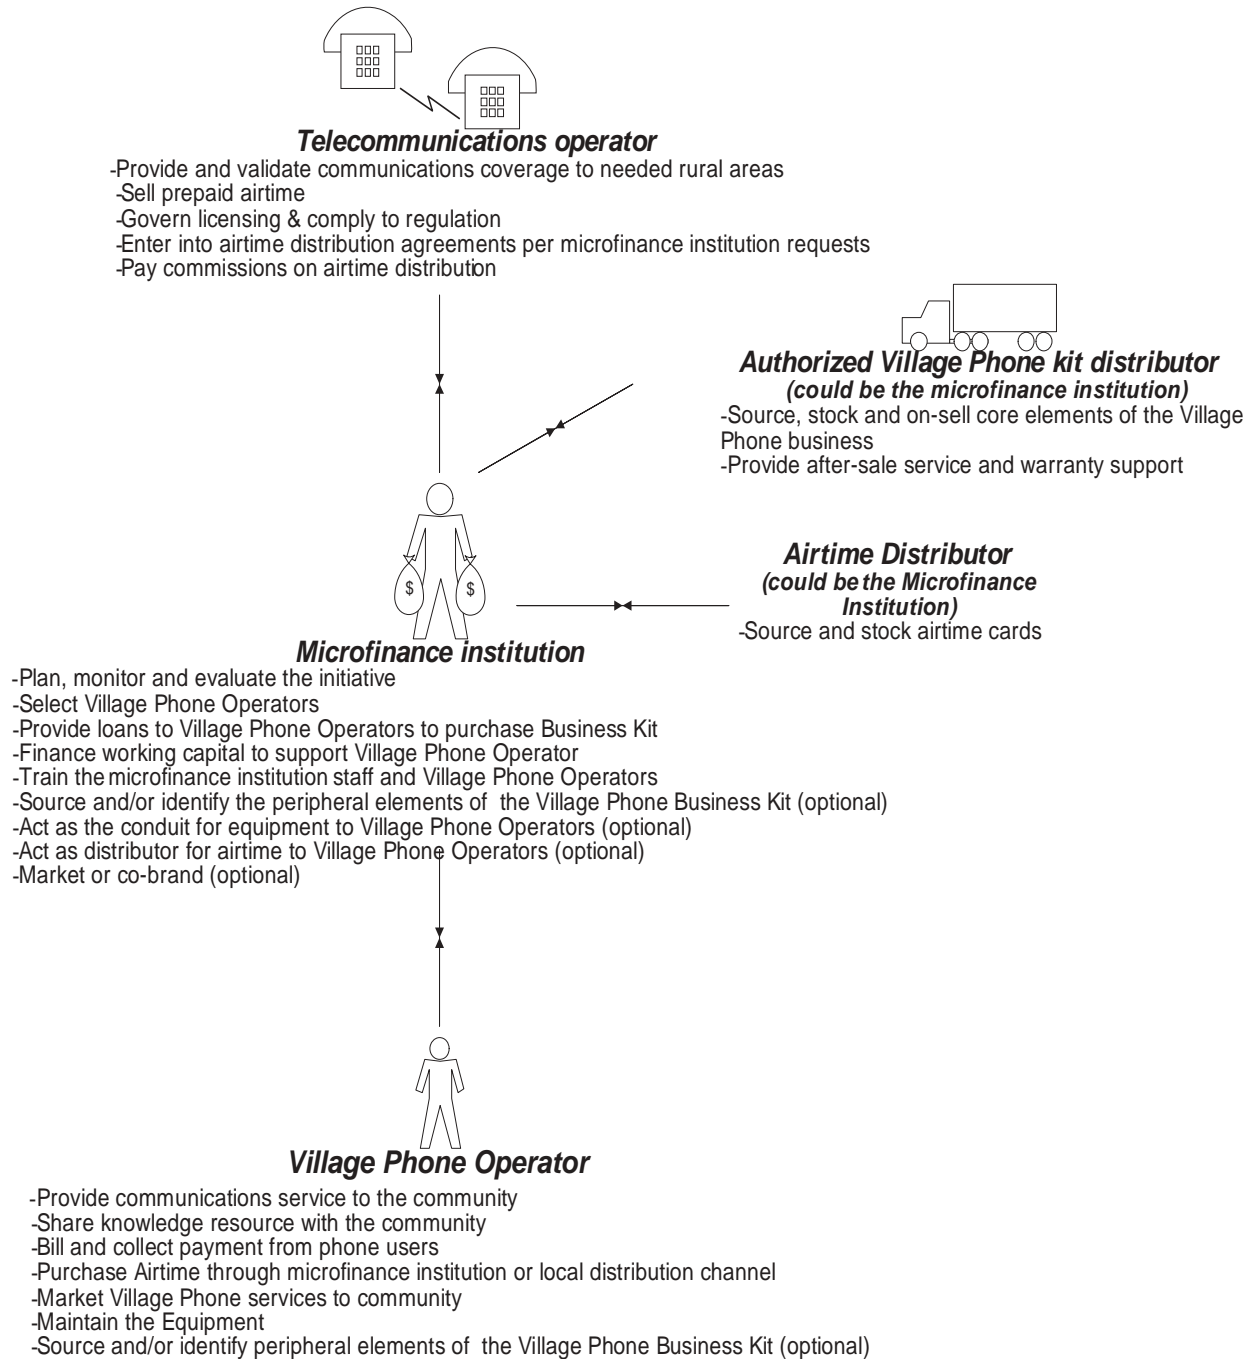 Telecommunications operator
-Provide and validate communications coverage to needed rural areas
-Sell prepaid airtime
-Govern licensing & comply to regulation
-Enter into airtime distribution agreements per microfinance institution requests
-Pay commissions on airtime distribution
Authorized Village Phone kit distributor
(could be the microfinance institution)
-Source, stock and on-sell core elements of the Village
Phone business
-Provide after-sale service and warranty support
Airtime Distributor
(could be the Microfinance
Institution)
-Source and stock airtime cards
$ $
Microfinance institution
-Plan, monitor and evaluate the initiative
-Select Village Phone Operators
-Provide loans to Village Phone Operators to purchase Business Kit
-Finance working capital to support Village Phone Operator
-Train the microfinance institution staff and Village Phone Operators
-Source and/or identify the peripheral elements of the Village Phone Business Kit (optional)
-Act as the conduit for equipment to Village Phone Operators (optional)
-Act as distributor for airtime to Village Phone Operators (optional)
-Market or co-brand (optional)
Village Phone Operator
-Provide communications service to the community
-Share knowledge resource with the community
-Bill and collect payment from phone users
-Purchase Airtime through microfinance institution or local distribution channel
-Market Village Phone services to community
-Maintain the Equipment
-Source and/or identify peripheral elements of the Village Phone Business Kit (optional)